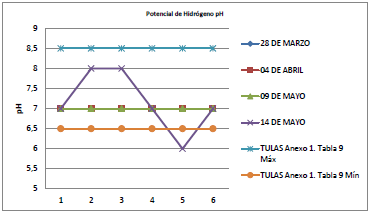 Potencial de Hidrógeno pH
9
8,5
8
7,5
7
6,5
6
5,5
5
pH
1 2 3 4 5 6
28 DE MARZO
04 DE ABRIL
09 DE MAYO
14 DE MAYO
TULAS Anexo 1. Tabla 9
Máx
TULAS Anexo 1. Tabla 9 Mín